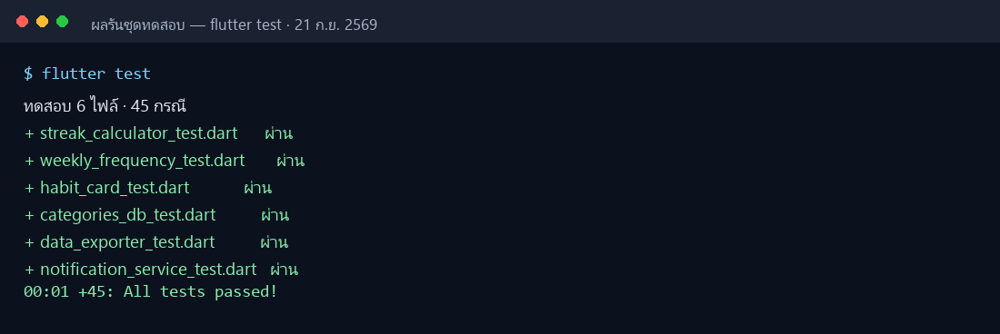 ผลรันชุดทดสอบ — flutter test · 21 ก.ย. 2569
$ flutter test
ทดสอบ 6 ไฟล์ · 45 กรณี
+ streak_calculator_test.dart ผ่าน
+ weekly_frequency_test.dart ผ่าน
+ habit_card_test.dart ผ่าน
+ categories_db_test.dart ผ่าน
+ data_exporter_test.dart ผ่าน
+ notification_service_test.dart ผ่าน
00:01 +45: All tests passed!